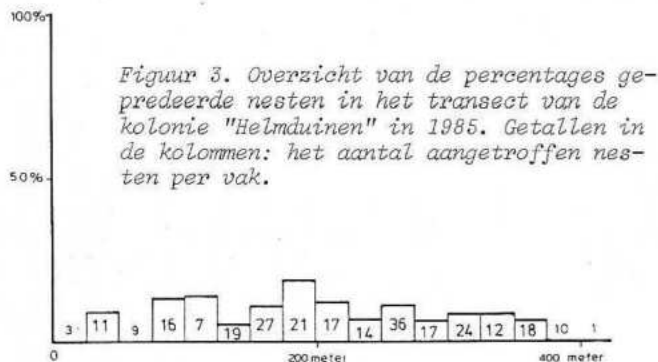 100%
Figuur 3. Overzicht van de percentages ge-
predeerde nesten in het transect van de
kolonie "Helmduinen" in 1985. Getallen in
de kolommen: het aantal aangetroffen nes-
ten per vak.
50%
3 11 9 16 7 19 27 21 17 14 36 17 24 12 18 10 1
0 200 meter 400 meter